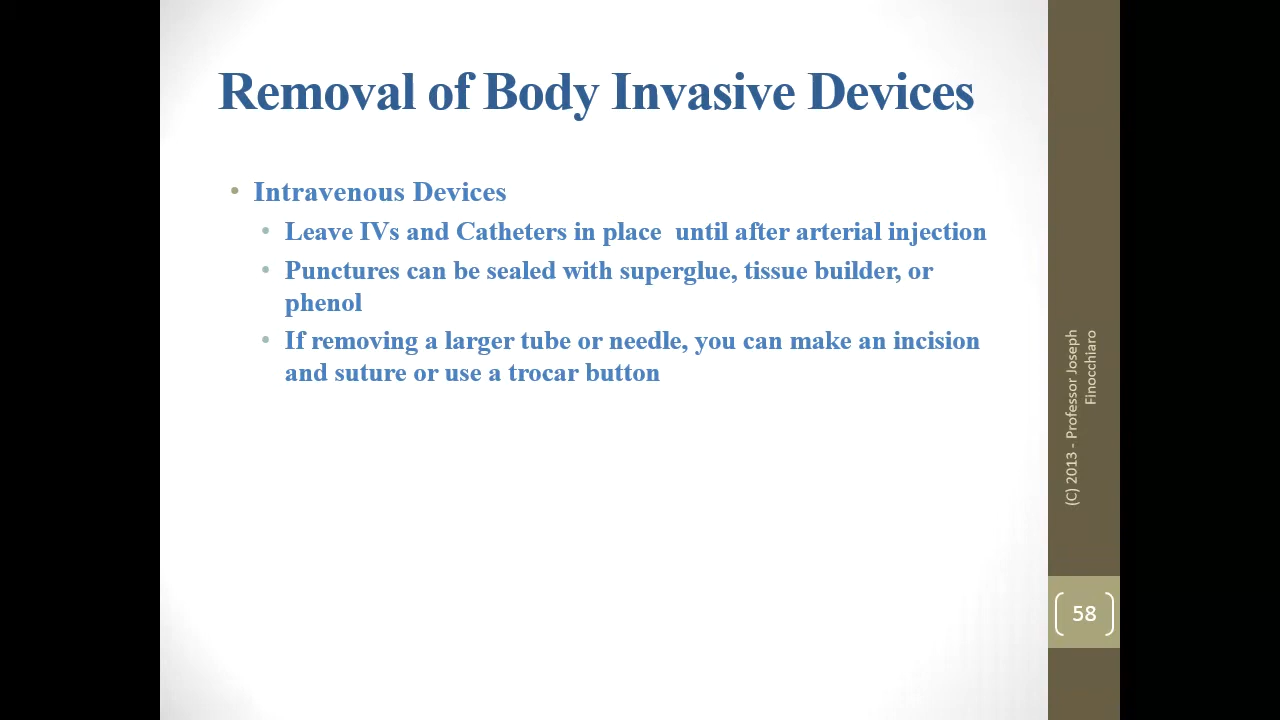 Removal of Body Invasive Devices
• Intravenous Devices
• Leave IVs and Catheters in place  until after arterial injection
• Punctures can be sealed with superglue, tissue builder, or
phenol
• If removing a larger tube or needle, you can make an incision
and suture or use a trocar button
(C) 2013 - Professor Joseph
Finocchiaro
58